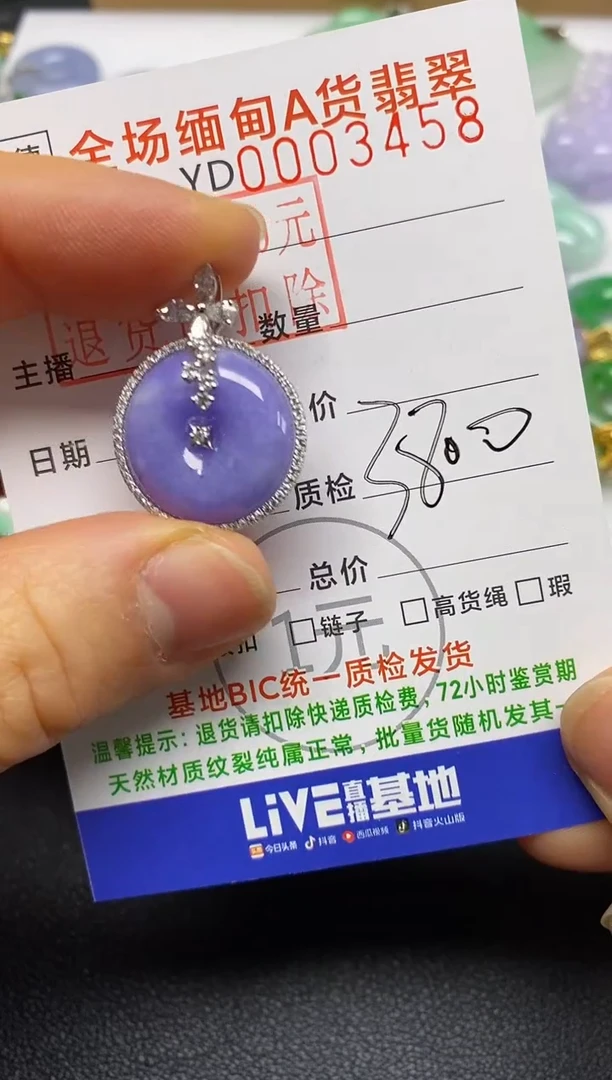 全场缅甸A货翡翠
YD0003458
元
退货 扣除
主播
数量
价 3800
日期
质检
总价
扣 □链子 □高货绳 □瑕
1元
基地BIC统一质检发货
温馨提示：退货请扣除快递质检费，72小时鉴赏期
天然材质纹裂纯属正常，批量货随机发其一
LiVE直播基地
今日头条 抖音 西瓜视频 抖音火山版